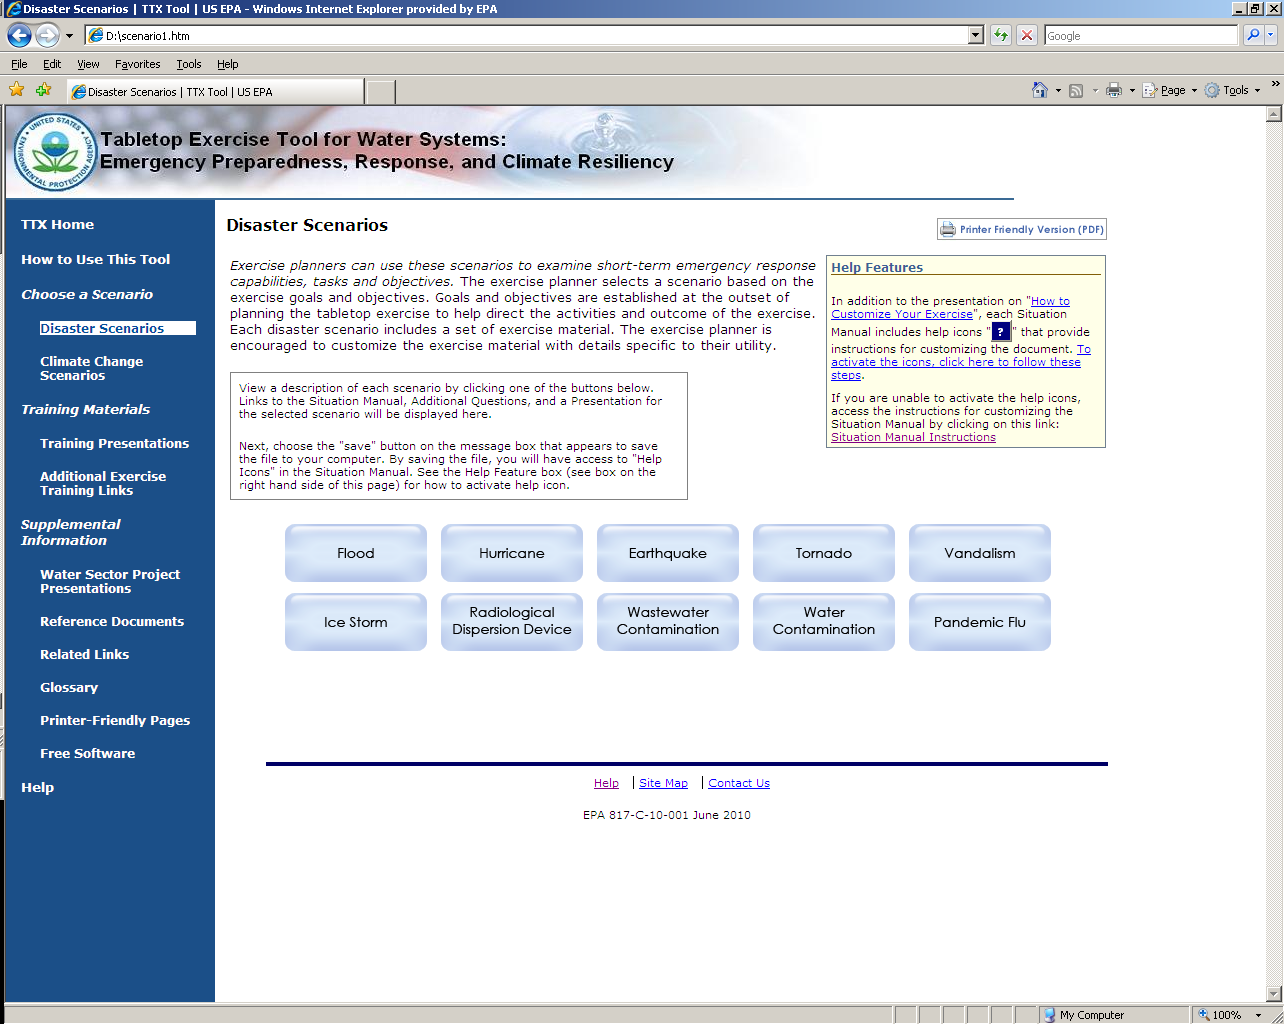 Disaster Scenarios | TTX Tool | US EPA - Windows Internet Explorer provided by EPA
D:\scenario1.htm
Google
File Edit View Favorites Tools Help
Disaster Scenarios | TTX Tool | US EPA
Page Tools »
UNITED STATES ENVIRONMENTAL PROTECTION AGENCY
Tabletop Exercise Tool for Water Systems:
Emergency Preparedness, Response, and Climate Resiliency
TTX Home
How to Use This Tool
Choose a Scenario
Disaster Scenarios
Climate Change
Scenarios
Training Materials
Training Presentations
Additional Exercise
Training Links
Supplemental
Information
Water Sector Project
Presentations
Reference Documents
Related Links
Glossary
Printer-Friendly Pages
Free Software
Help
Disaster Scenarios
Printer Friendly Version (PDF)
Exercise planners can use these scenarios to examine short-term emergency response
capabilities, tasks and objectives. The exercise planner selects a scenario based on the
exercise goals and objectives. Goals and objectives are established at the outset of
planning the tabletop exercise to help direct the activities and outcome of the exercise.
Each disaster scenario includes a set of exercise material. The exercise planner is
encouraged to customize the exercise material with details specific to their utility.
Help Features
In addition to the presentation on "How to
Customize Your Exercise", each Situation
Manual includes help icons "?" that provide
instructions for customizing the document. To
activate the icons, click here to follow these
steps.
If you are unable to activate the help icons,
access the instructions for customizing the
Situation Manual by clicking on this link:
Situation Manual Instructions
View a description of each scenario by clicking one of the buttons below.
Links to the Situation Manual, Additional Questions, and a Presentation for
the selected scenario will be displayed here.
Next, choose the "save" button on the message box that appears to save
the file to your computer. By saving the file, you will have access to "Help
Icons" in the Situation Manual. See the Help Feature box (see box on the
right hand side of this page) for how to activate help icon.
Flood Hurricane Earthquake Tornado Vandalism
Ice Storm
Radiological
Dispersion Device
Wastewater
Contamination
Water
Contamination
Pandemic Flu
Help | Site Map | Contact Us
EPA 817-C-10-001 June 2010
My Computer 100%